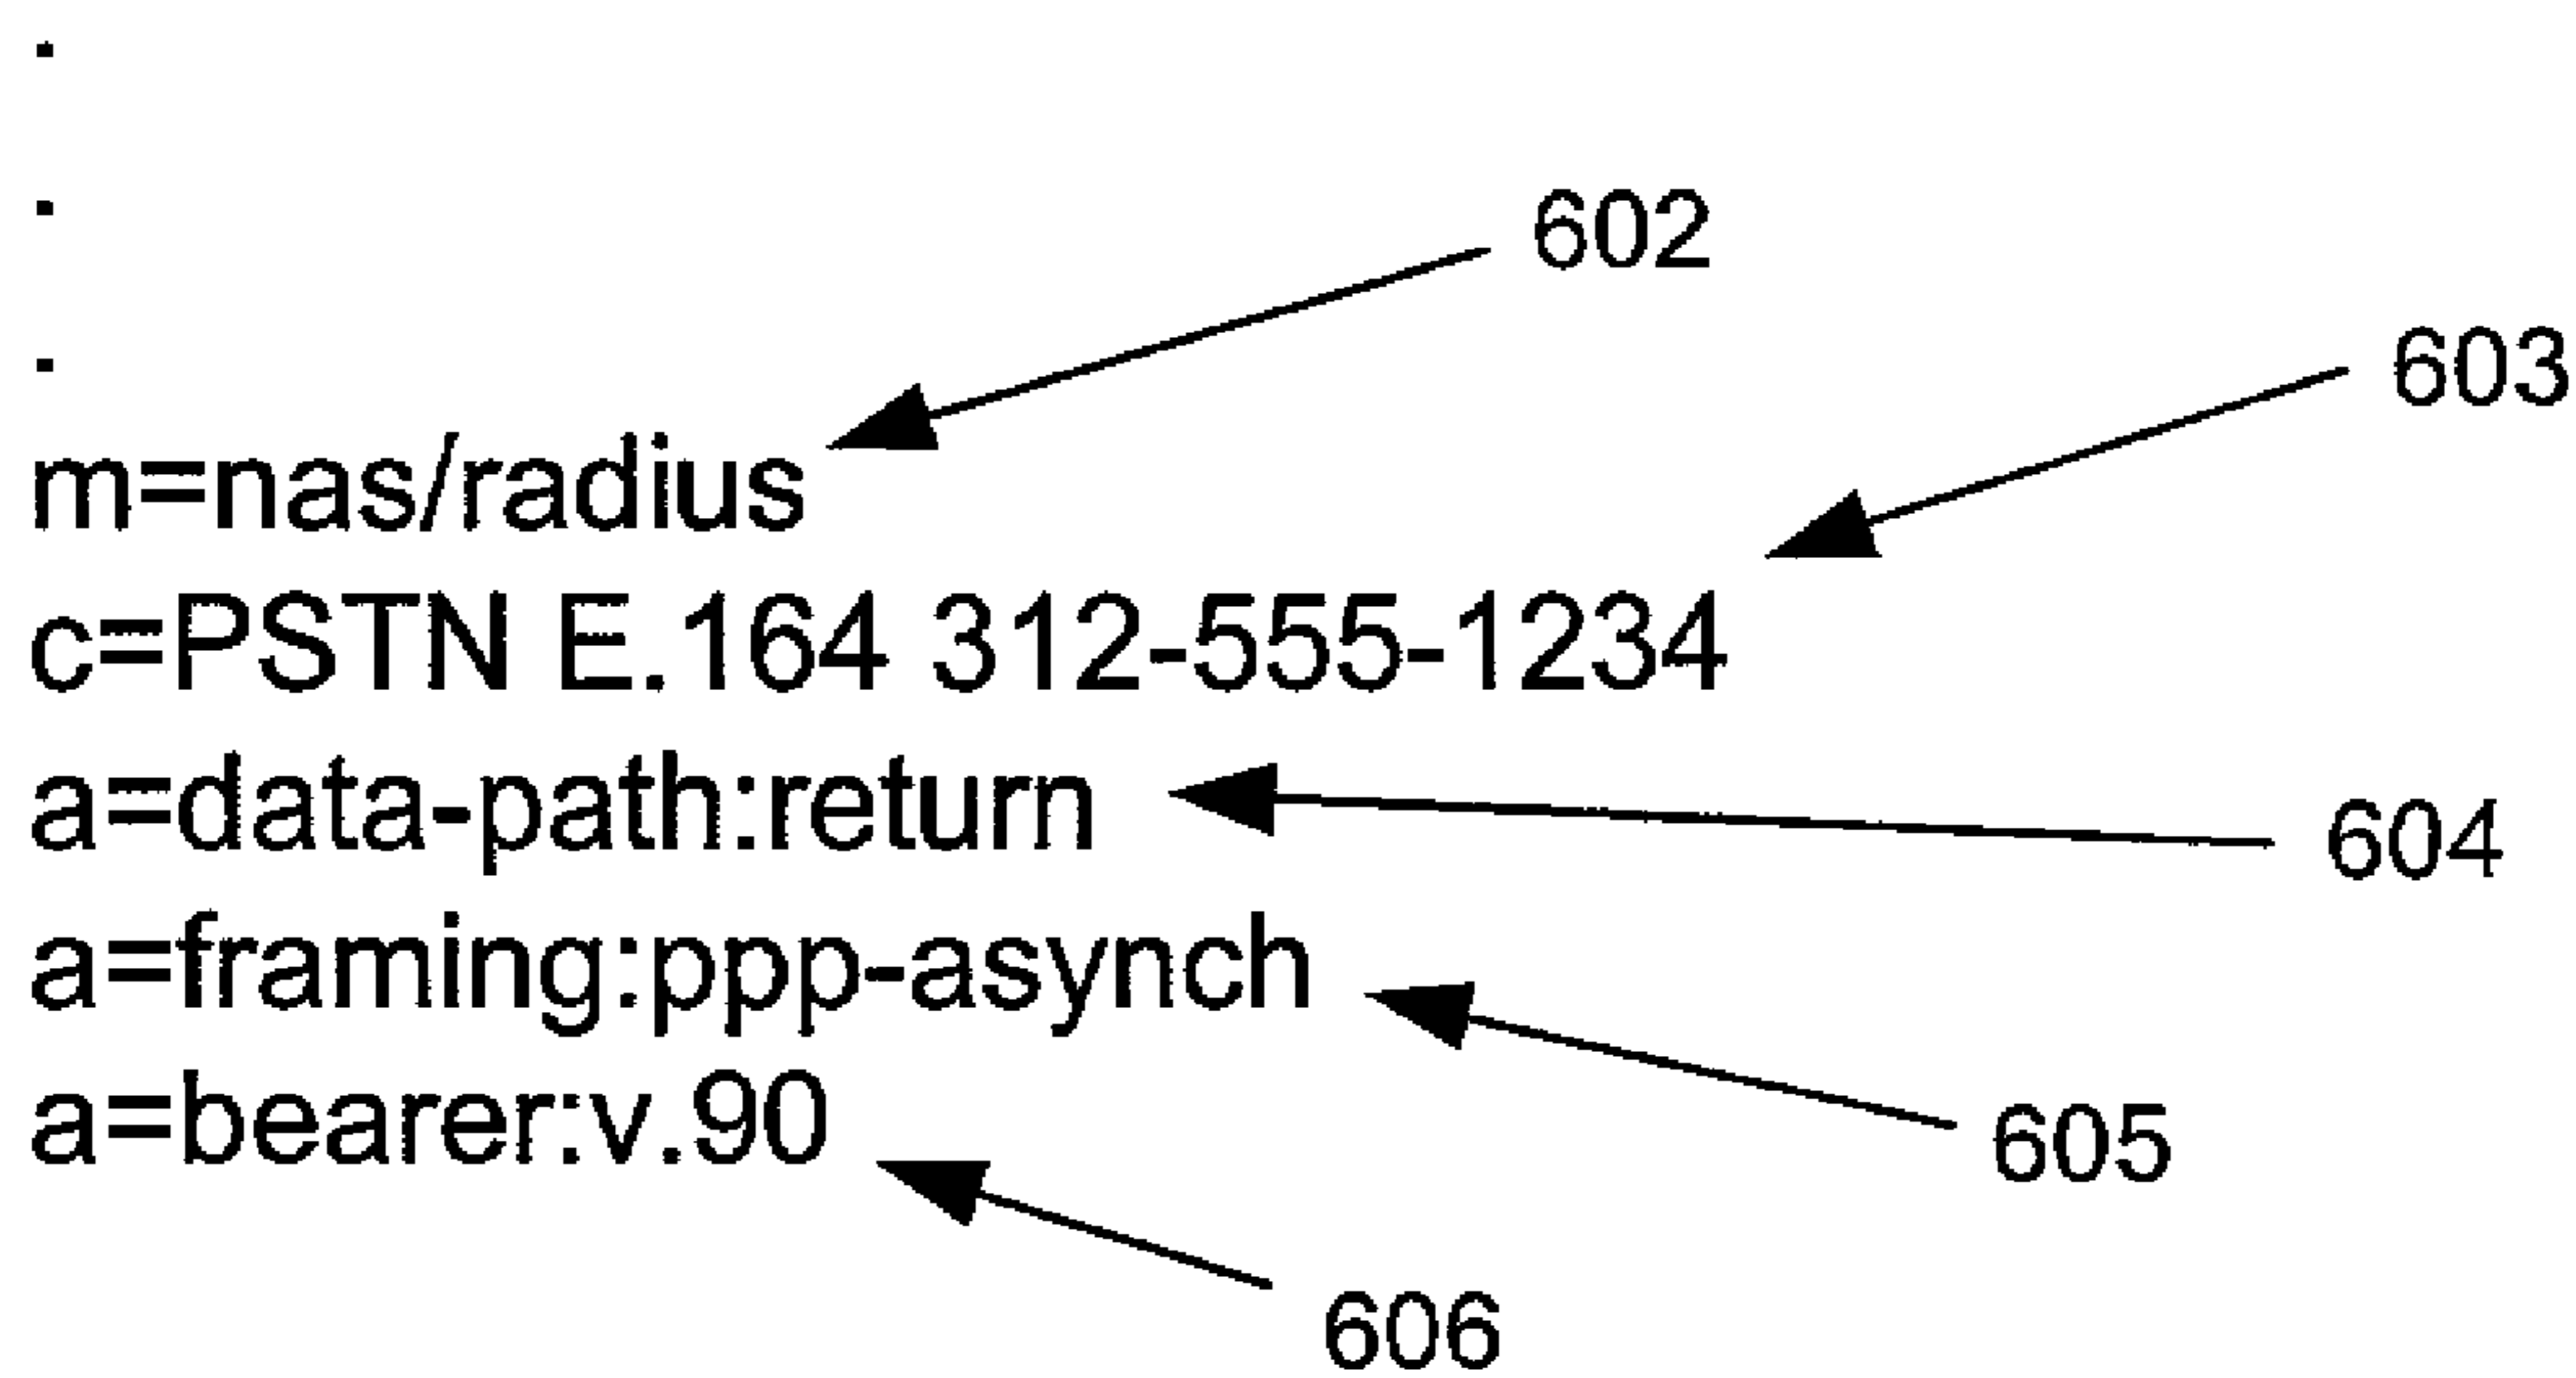 .
.
602
.
603
m=nas/radius
c=PSTN E.164 312-555-1234
a=data-path:return
604
a=framing:ppp-asynch
a=bearer:v.90
605
606